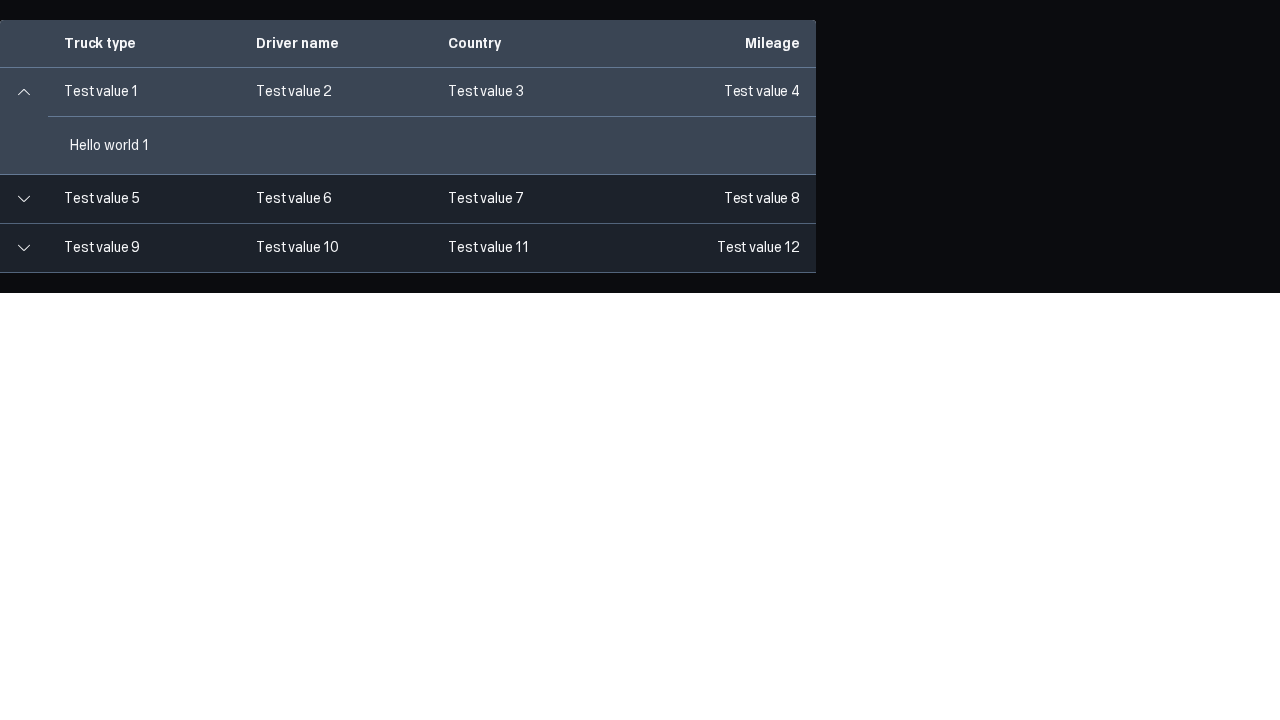 Truck type Driver name Country Mileage
Test value 1 Test value 2 Test value 3 Test value 4
Hello world 1
Test value 5 Test value 6 Test value 7 Test value 8
Test value 9 Test value 10 Test value 11 Test value 12